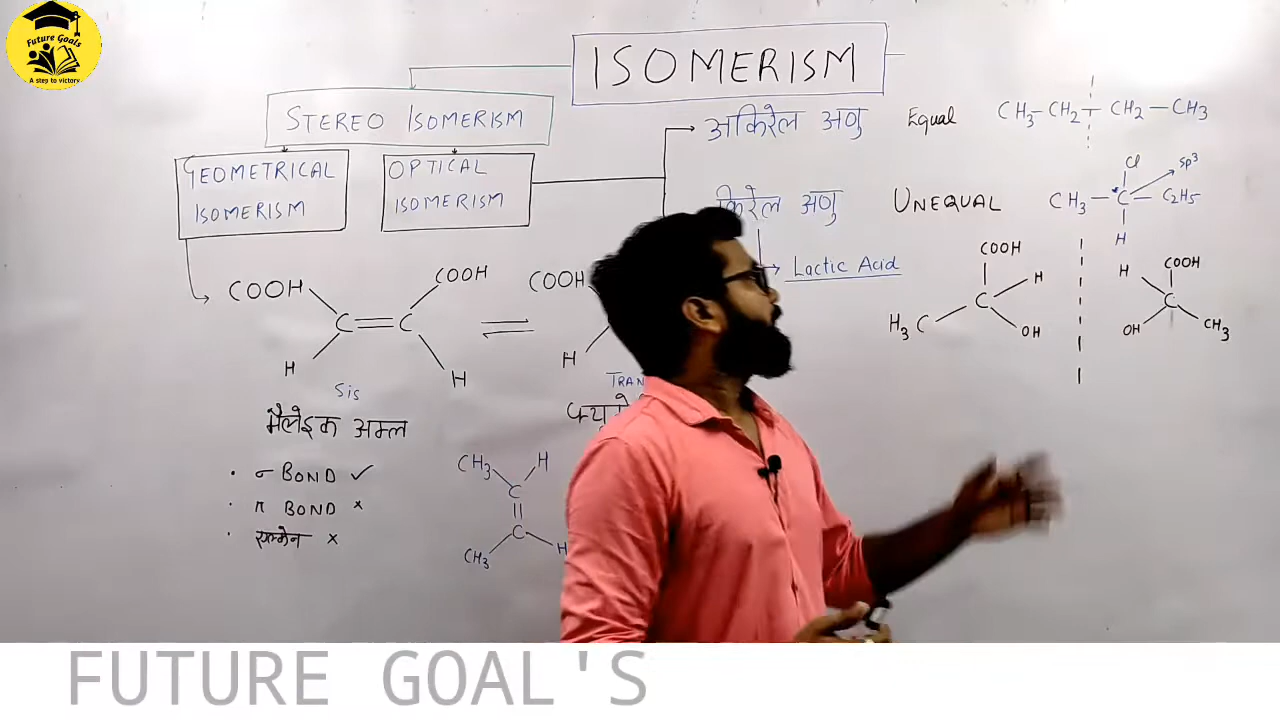 Future Goals
A step to victory
ISOMERISM
STEREO ISOMERISM
GEOMETRICAL
ISOMERISM
OPTICAL
ISOMERISM
अकिरेल अणु Equal CH3-CH2-CH2-CH3
किरेल अणु UNEQUAL
Cl
sp3
CH3-C-C2H5
H
Lactic Acid
COOH
H
C
H3C
OH
H
COOH
C
OH
CH3
COOH
COOH
C=C
H
H
Sis
मैलेइक अम्ल
COOH
H
TRAN
σ BOND ✓
π BOND ×
×
CH3
H
C
=
C
CH3
H
FUTURE GOAL'S